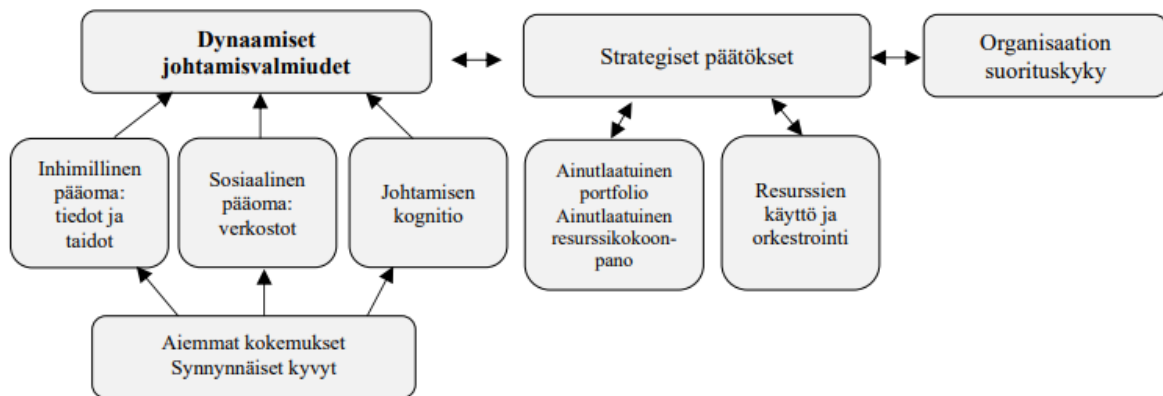 Dynaamiset
johtamisvalmiudet
Strategiset päätökset
Organisaation
suorituskyky
Inhimillinen
pääoma:
tiedot ja
taidot
Sosiaalinen
pääoma:
verkostot
Johtamisen
kognitio
Ainutlaatuinen
portfolio
Ainutlaatuinen
resurssikokoon-
pano
Resurssien
käyttö ja
orkestrointi
Aiemmat kokemukset
Synnynnäiset kyvyt